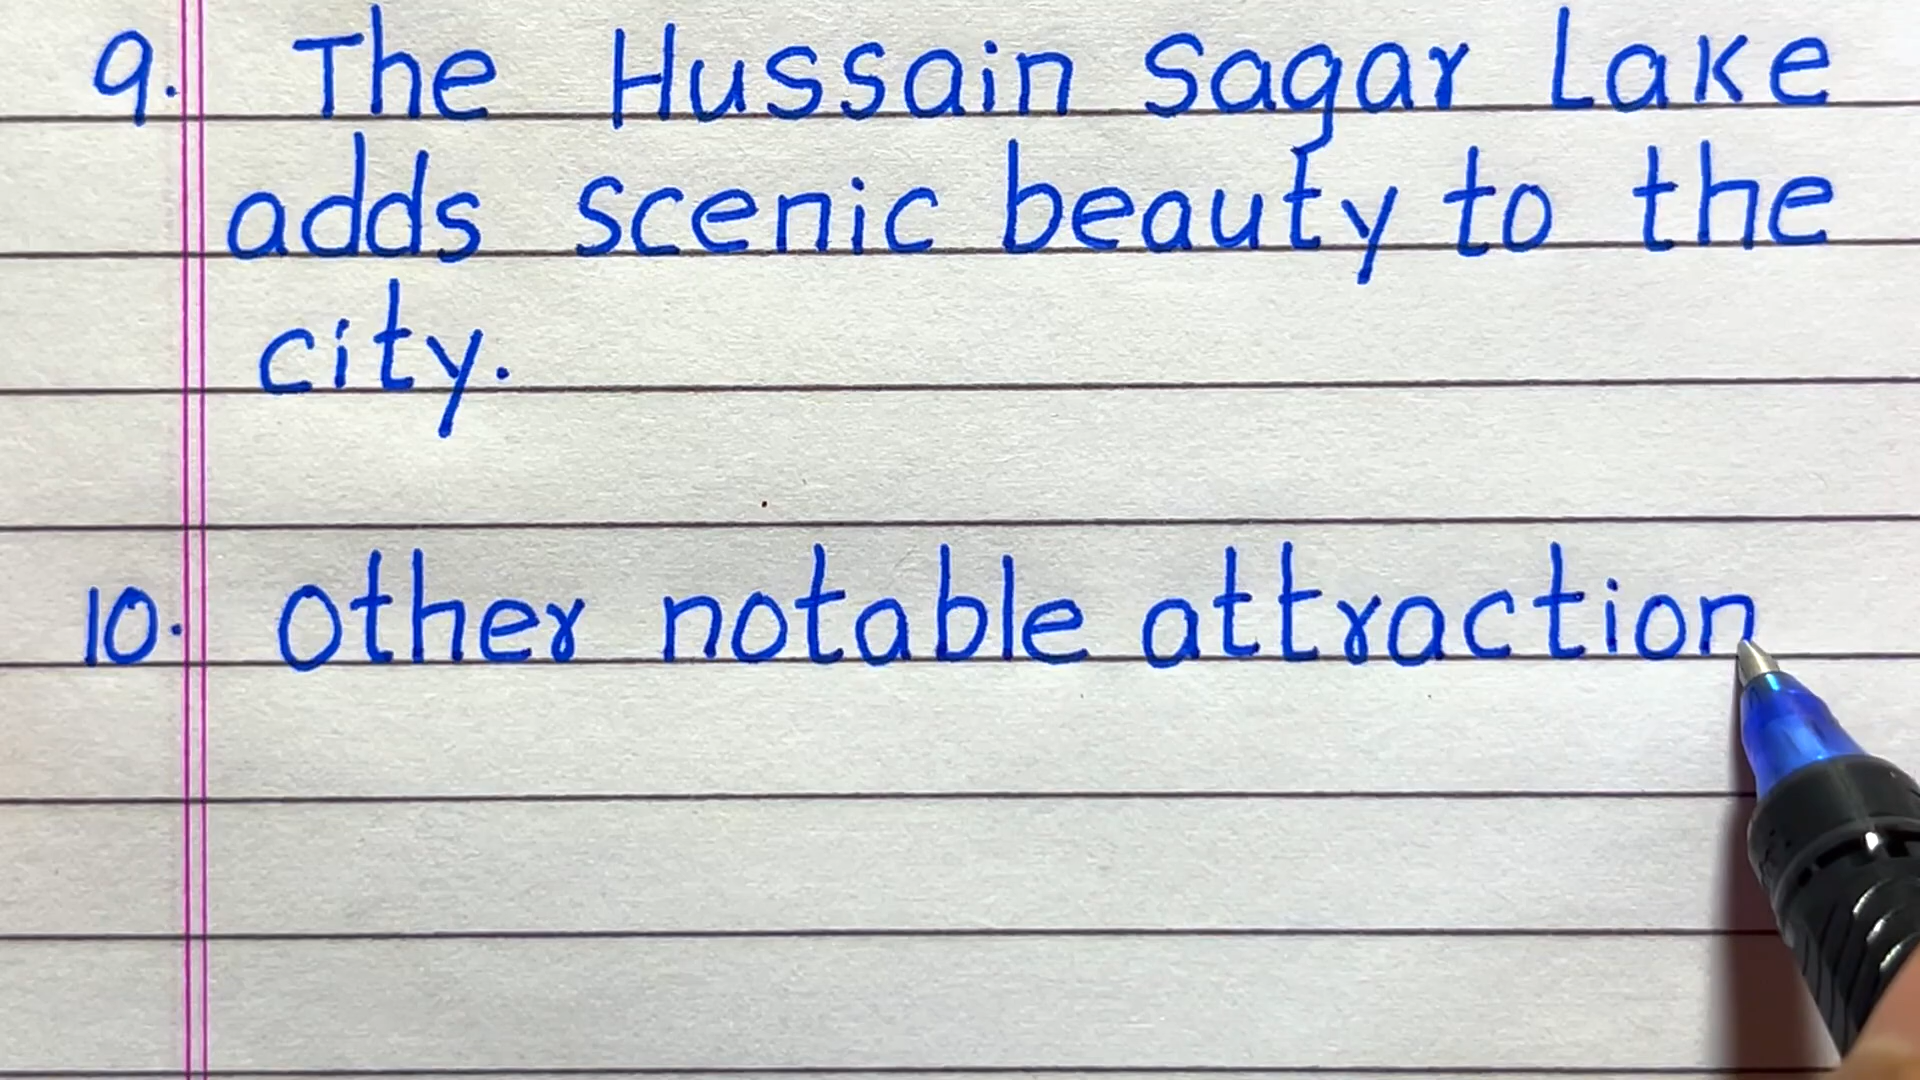 9. The Hussain Sagar Lake
adds scenic beauty to the
city.
10. Other notable attraction